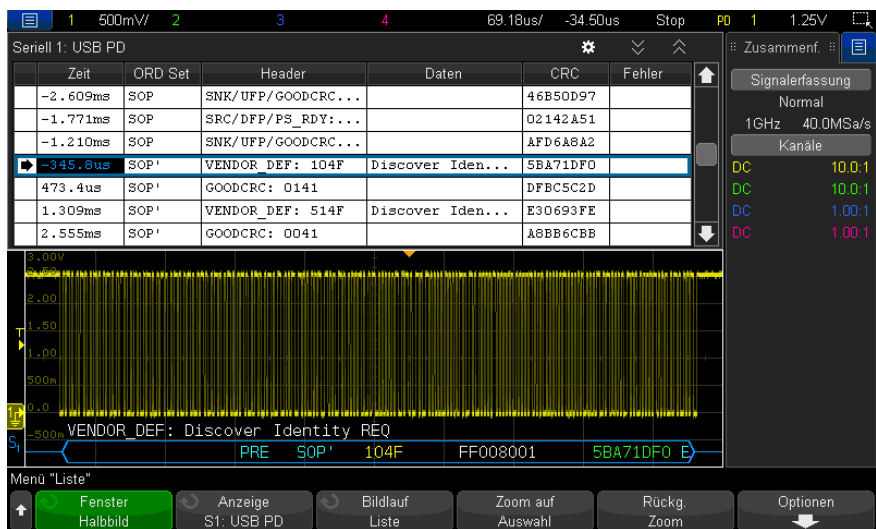 1 500mV/ 2 3 4 69.18us/ -34.50us Stop PD 1 1.25V
Seriell 1: USB PD
Zeit ORD Set Header Daten CRC Fehler
-2.609ms SOP SNK/UFP/GOODCRC... 46B50D97
-1.771ms SOP SRC/DFP/PS_RDY:... 02142A51
-1.210ms SOP SNK/UFP/GOODCRC... AFD6A8A2
-345.8us SOP' VENDOR_DEF: 104F Discover Iden... 5BA71DF0
473.4us SOP' GOODCRC: 0141 DFBC5C2D
1.309ms SOP' VENDOR_DEF: 514F Discover Iden... E30693FE
2.555ms SOP' GOODCRC: 0041 A8BB6CBB
Zusammenf.
Signalerfassung
Normal
1GHz 40.0MSa/s
Kanäle
DC 10.0:1
DC 10.0:1
DC 1.00:1
DC 1.00:1
3.00V
2.50
2.00
1.50
T
1.00
500m
0.0
-500m
VENDOR_DEF: Discover Identity REQ
S1 PRE SOP' 104F FF008001 5BA71DF0 E
Menü "Liste"
Fenster
Halbbild
Anzeige
S1: USB PD
Bildlauf
Liste
Zoom auf
Auswahl
Rückg.
Zoom
Optionen